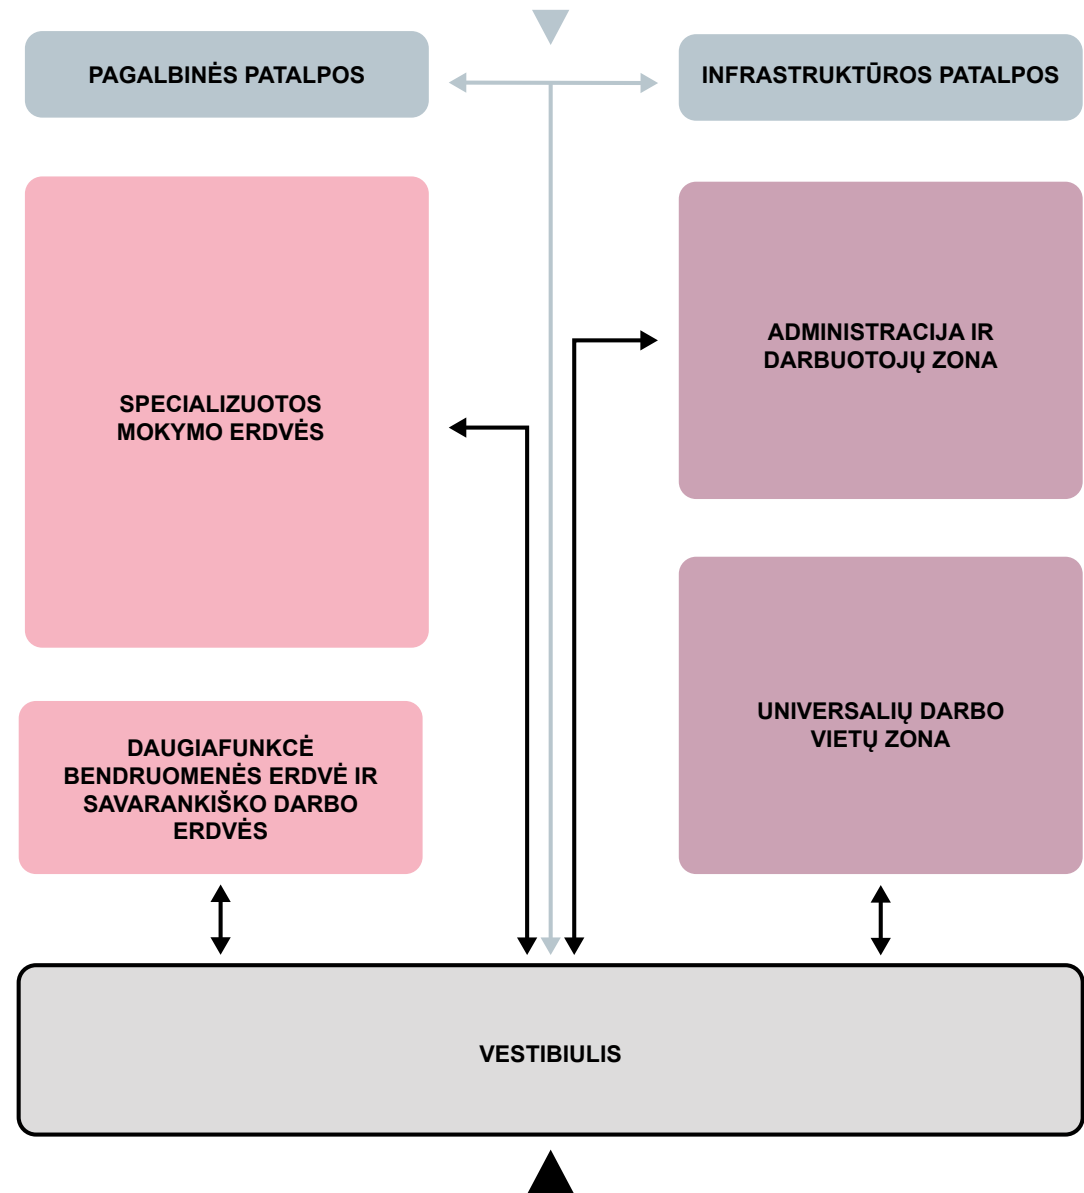 PAGALBINĖS PATALPOS
INFRASTRUKTŪROS PATALPOS
SPECIALIZUOTOS
MOKYMO ERDVĖS
ADMINISTRACIJA IR
DARBUOTOJŲ ZONA
DAUGIAFUNKCĖ
BENDRUOMENĖS ERDVĖ IR
SAVARANKIŠKO DARBO
ERDVĖS
UNIVERSALIŲ DARBO
VIETŲ ZONA
VESTIBIULIS